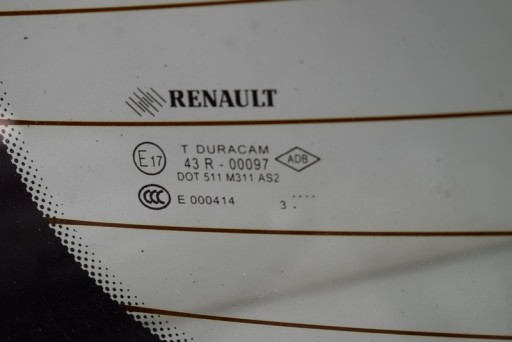 RENAULT
E17
T DURACAM
43 R - 00097
ADB
DOT 511 M311 AS2
CCC
E 000414
3 .